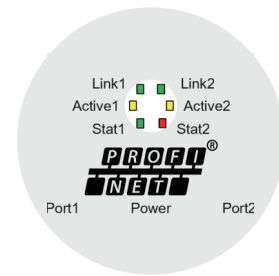 Link1 Link2
Active1 Active2
Stat1 Stat2
PROFI®
NET
Port1 Power Port2